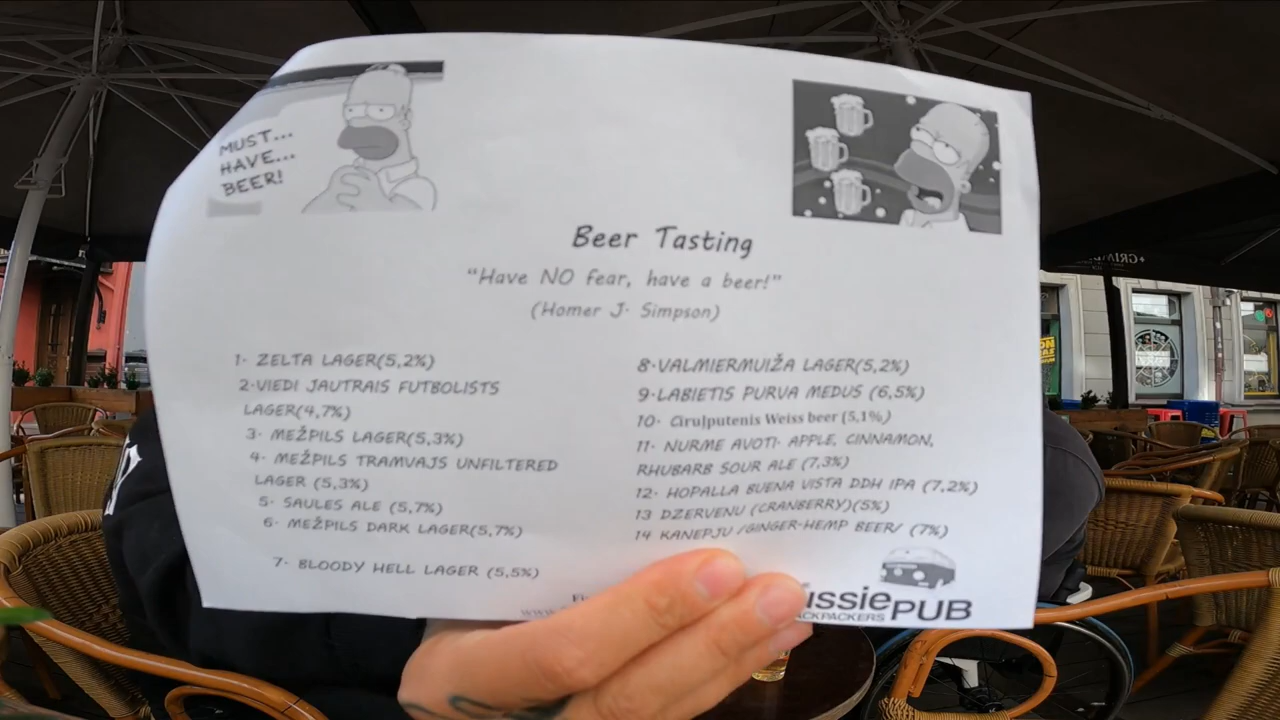 MUST...
HAVE...
BEER!
Beer Tasting
“Have NO fear, have a beer!”
(Homer J. Simpson)
1. ZELTA LAGER(5,2%)
2.VIEDI JAUTRAIS FUTBOLISTS
LAGER(4,7%)
3. MEŽPILS LAGER(5,3%)
4. MEŽPILS TRAMVAJS UNFILTERED
LAGER (5,3%)
5. SAULES ALE (5,7%)
6. MEŽPILS DARK LAGER(5,7%)
7. BLOODY HELL LAGER (5,5%)
8.VALMIERMUIŽA LAGER(5,2%)
9.LABIETIS PURVA MEDUS (6,5%)
10. Cīruļputenis Weiss beer (5,1%)
11. NURME AVOTI. APPLE, CINNAMON,
RHUBARB SOUR ALE (7,3%)
12. HOPALLA BUENA VISTA DDH IPA (7,2%)
13 DZERVENU (CRANBERRY)(5%)
14 KANEPJU /GINGER-HEMP BEER/ (7%)
PUB